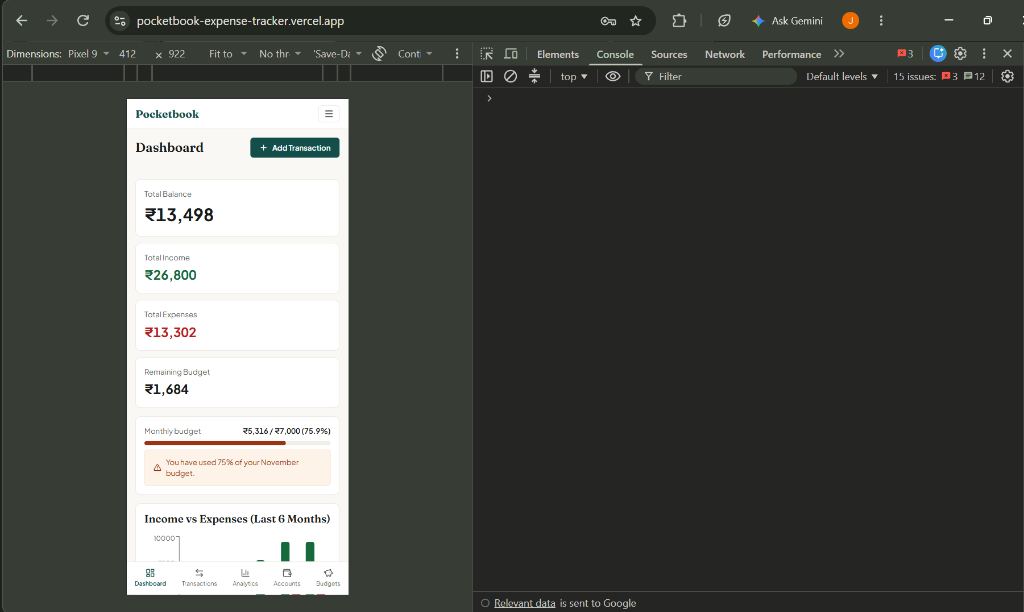 pocketbook-expense-tracker.vercel.app
Ask Gemini
J
Dimensions: Pixel 9 412 × 922 Fit to No thr 'Save-Da Conti
Elements Console Sources Network Performance 3
top Filter Default levels 15 issues: 3 12
Pocketbook
Dashboard
+ Add Transaction
Total Balance
₹13,498
Total Income
₹26,800
Total Expenses
₹13,302
Remaining Budget
₹1,684
Monthly budget ₹5,316 / ₹7,000 (75.9%)
You have used 75% of your November
budget.
Income vs Expenses (Last 6 Months)
10000
Dashboard Transactions Analytics Accounts Budgets
Relevant data is sent to Google